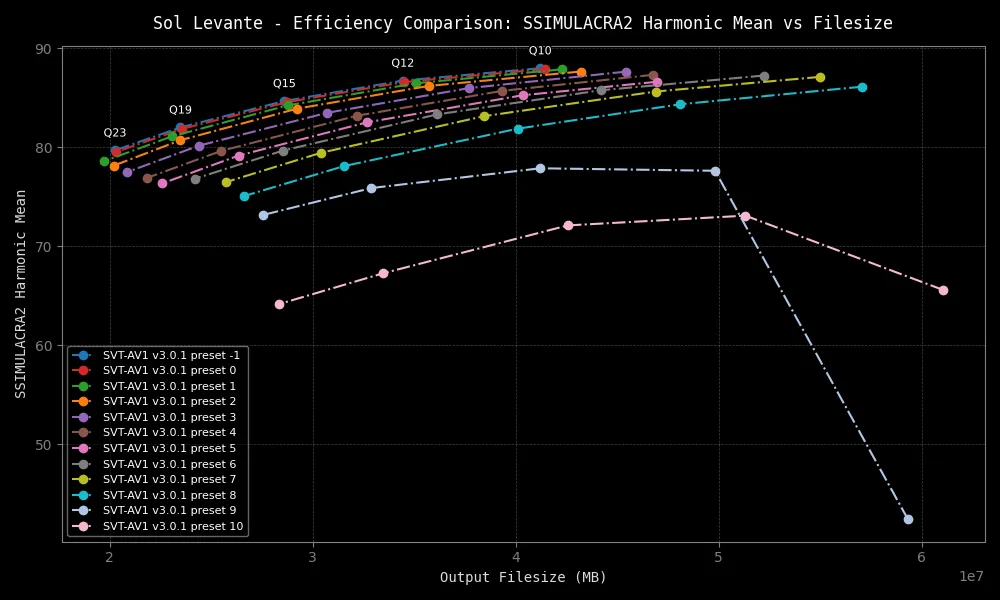 Sol Levante - Efficiency Comparison: SSIMULACRA2 Harmonic Mean vs Filesize
SSIMULACRA2 Harmonic Mean
90
80
70
60
50
Q23
Q19
Q15
Q12
Q10
SVT-AV1 v3.0.1 preset -1
SVT-AV1 v3.0.1 preset 0
SVT-AV1 v3.0.1 preset 1
SVT-AV1 v3.0.1 preset 2
SVT-AV1 v3.0.1 preset 3
SVT-AV1 v3.0.1 preset 4
SVT-AV1 v3.0.1 preset 5
SVT-AV1 v3.0.1 preset 6
SVT-AV1 v3.0.1 preset 7
SVT-AV1 v3.0.1 preset 8
SVT-AV1 v3.0.1 preset 9
SVT-AV1 v3.0.1 preset 10
2 3 4 5 6
1e7
Output Filesize (MB)